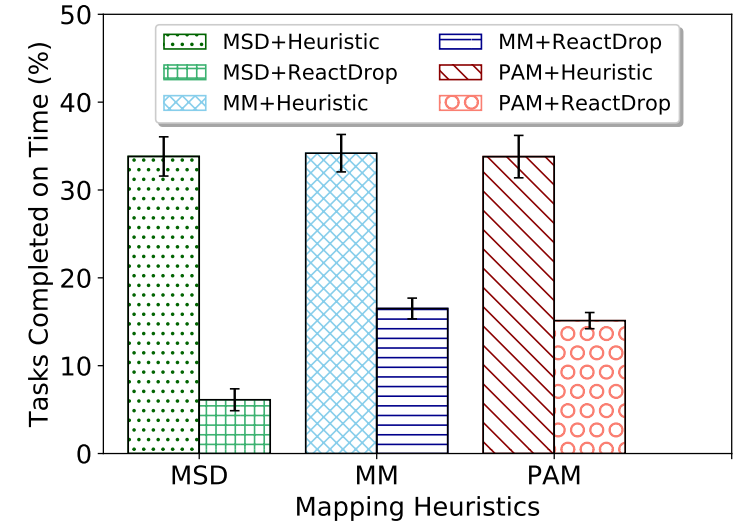 50
40
30
20
10
0
Tasks Completed on Time (%)
MSD+Heuristic
MSD+ReactDrop
MM+Heuristic
MM+ReactDrop
PAM+Heuristic
PAM+ReactDrop
MSD
MM
PAM
Mapping Heuristics